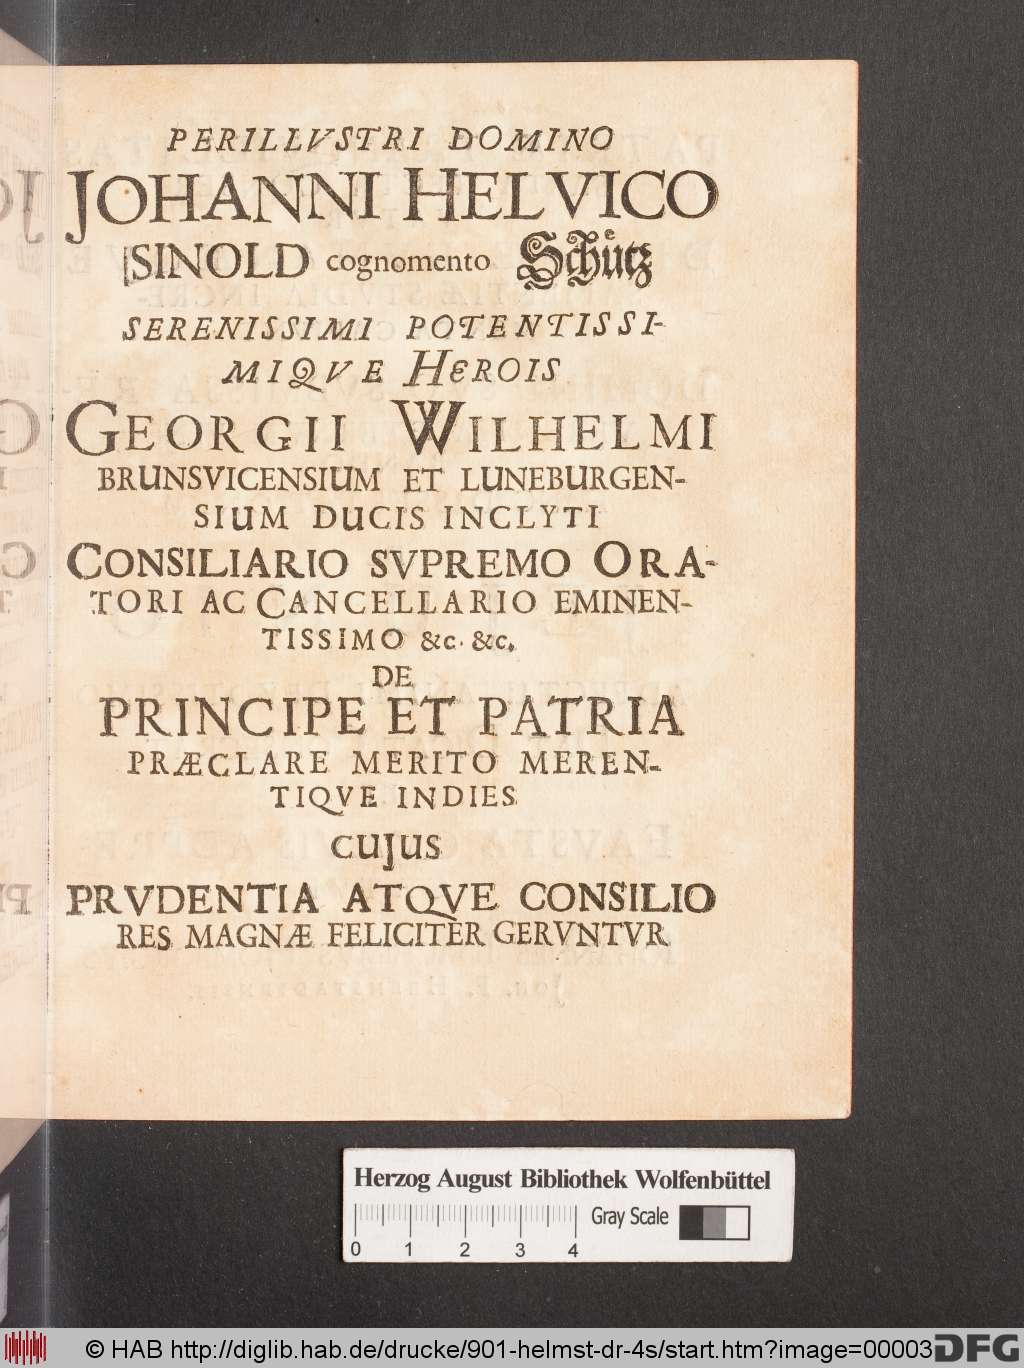 PERILLVSTRI DOMINO
JOHANNI HELVICO
SINOLD cognomento Schuͤtz
SERENISSIMI POTENTISSI-
MIQVE HEROIS
GEORGII WILHELMI
BRUNSVICENSIUM ET LUNEBURGEN-
SIUM DUCIS INCLYTI
CONSILIARIO SVPREMO ORA-
TORI AC CANCELLARIO EMINEN-
TISSIMO &c. &c.
DE
PRINCIPE ET PATRIA
PRÆCLARE MERITO MEREN-
TIQVE INDIES
CUJUS
PRVDENTIA ATQVE CONSILIO
RES MAGNÆ FELICITER GERVNTVR
Herzog August Bibliothek Wolfenbüttel
Gray Scale
0 1 2 3 4
© HAB http://diglib.hab.de/drucke/901-helmst-dr-4s/start.htm?image=00003
DFG